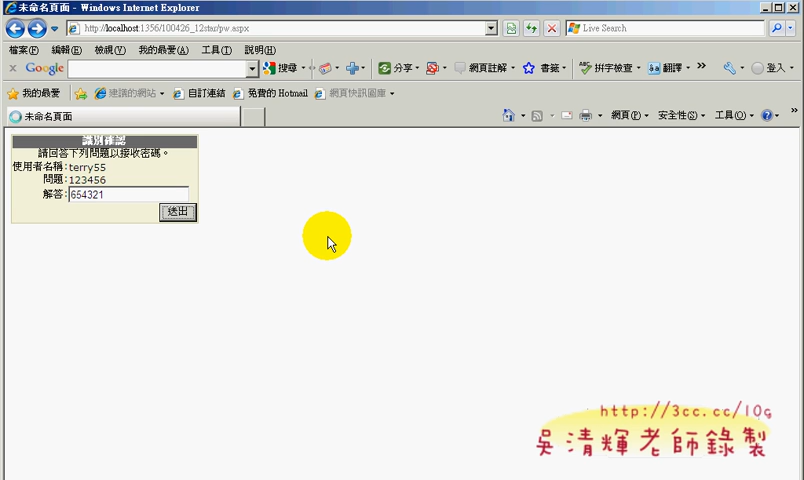 未命名頁面 - Windows Internet Explorer
http://localhost:1356/100426_12star/pw.aspx
Live Search
檔案(F) 編輯(E) 檢視(V) 我的最愛(A) 工具(T) 說明(H)
x Google 搜尋 分享 網頁註解 書籤 拼字檢查 翻譯 登入
我的最愛 建議的網站 自訂連結 免費的 Hotmail 網頁快訊圖庫
未命名頁面 網頁(P) 安全性(S) 工具(O)
識別確認
請回答下列問題以接收密碼。
使用者名稱:terry55
問題:123456
解答:654321
送出
http://3cc.cc/10g
吳清輝老師錄製